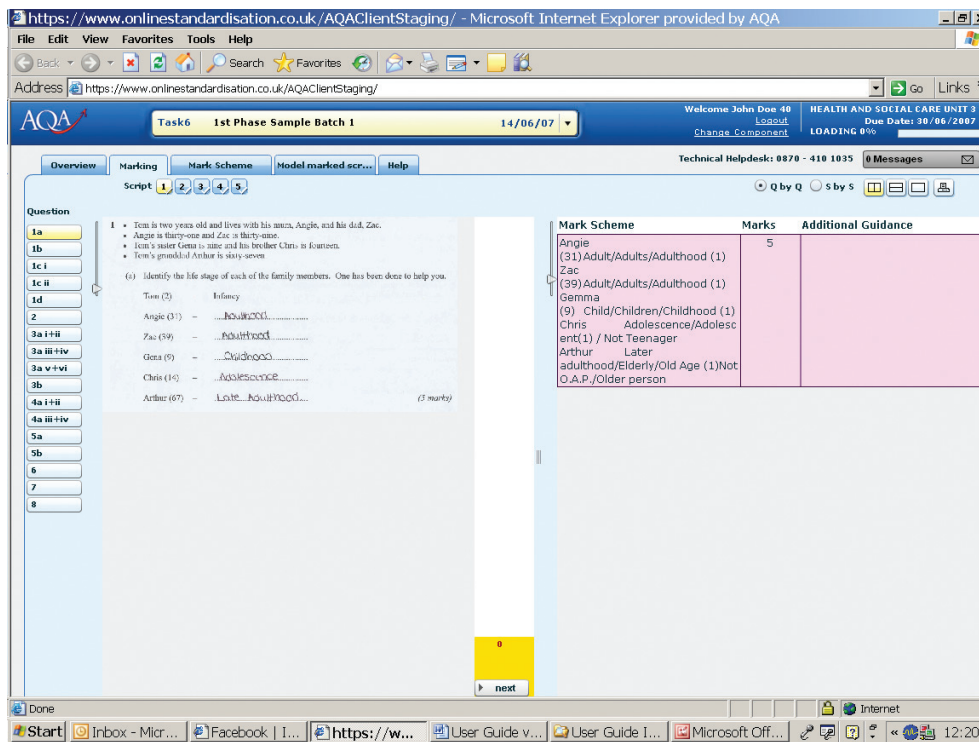 https://www.onlinestandardisation.co.uk/AQAClientStaging/ - Microsoft Internet Explorer provided by AQA
File Edit View Favorites Tools Help
Back Search Favorites
Address https://www.onlinestandardisation.co.uk/AQAClientStaging/ Go Links
AQA Task6 1st Phase Sample Batch 1 14/06/07
Welcome John Doe 40
Logout
Change Component
HEALTH AND SOCIAL CARE UNIT 3
Due Date: 30/06/2007
LOADING 0%
Overview Marking Mark Scheme Model marked scr... Help
Technical Helpdesk: 0870 - 410 1035 0 Messages
Script 1 2 3 4 5
Q by Q S by S
Question
1a
1b
1c i
1c ii
1d
2
3a i+ii
3a iii+iv
3a v+vi
3b
4a i+ii
4a iii+iv
5a
5b
6
7
8
1 • Tom is two years old and lives with his mum, Angie, and his dad, Zac.
• Angie is thirty-one and Zac is thirty-nine.
• Tom's sister Gena is nine and his brother Chris is fourteen.
• Tom's grandad Arthur is sixty-seven.
(a) Identify the life stage of each of the family members. One has been done to help you.
Tom (2) Infancy
Angie (31) – Adulthood
Zac (39) – Adulthood
Gena (9) – Childhood
Chris (14) – Adolescence
Arthur (67) – Late Adulthood (5 marks)
0
next
Mark Scheme Marks Additional Guidance
Angie 5
(31)Adult/Adults/Adulthood (1)
Zac
(39)Adult/Adults/Adulthood (1)
Gemma
(9) Child/Children/Childhood (1)
Chris Adolescence/Adolesc
ent(1) / Not Teenager
Arthur Later
adulthood/Elderly/Old Age (1)Not
O.A.P./Older person
Done Internet
Start Inbox - Micr... Facebook | I... https://w... User Guide v... User Guide I... Microsoft Off...